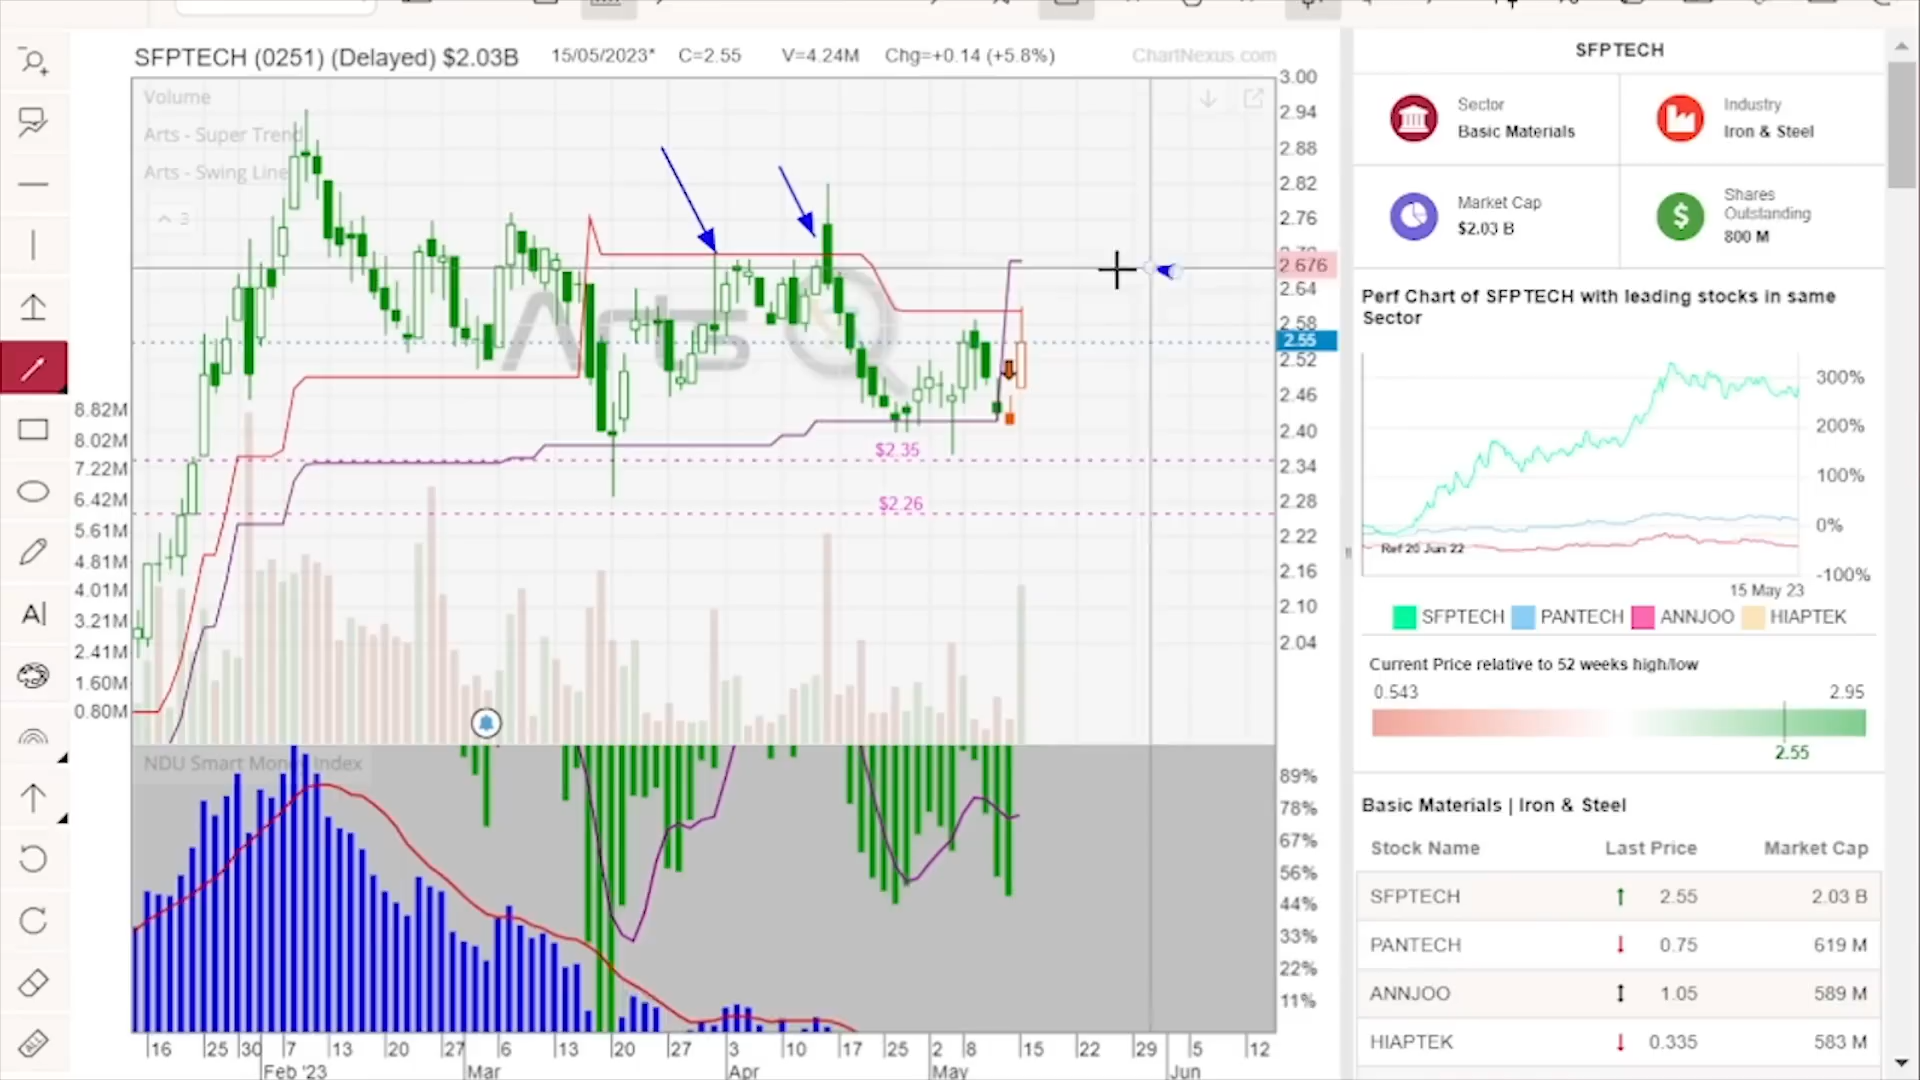 SFPTECH (0251) (Delayed) $2.03B
15/05/2023* C=2.55 V=4.24M Chg=+0.14 (+5.8%)
ChartNexus.com
Volume
Arts - Super Trend
Arts - Swing Line
3
3.00
2.94
2.88
2.82
2.76
2.676
2.64
2.58
2.55
2.52
2.46
2.40
2.34
2.28
2.22
2.16
2.10
2.04
8.82M
8.02M
7.22M
6.42M
5.61M
4.81M
4.01M
3.21M
2.41M
1.60M
0.80M
$2.35
$2.26
NDU Smart Money Index
89%
78%
67%
56%
44%
33%
22%
11%
16 25 30 7 13 20 27 6 13 20 27 3 10 17 25 2 8 15 22 29 5 12
Feb '23 Mar Apr May Jun
A
ALL
SFPTECH
Sector
Basic Materials
Industry
Iron & Steel
Market Cap
$2.03 B
Shares
Outstanding
800 M
Perf Chart of SFPTECH with leading stocks in same
Sector
300%
200%
100%
0%
-100%
Ref 20 Jun 22
15 May 23
SFPTECH PANTECH ANNJOO HIAPTEK
Current Price relative to 52 weeks high/low
0.543 2.95
2.55
Basic Materials | Iron & Steel
Stock Name Last Price Market Cap
SFPTECH 2.55 2.03 B
PANTECH 0.75 619 M
ANNJOO 1.05 589 M
HIAPTEK 0.335 583 M